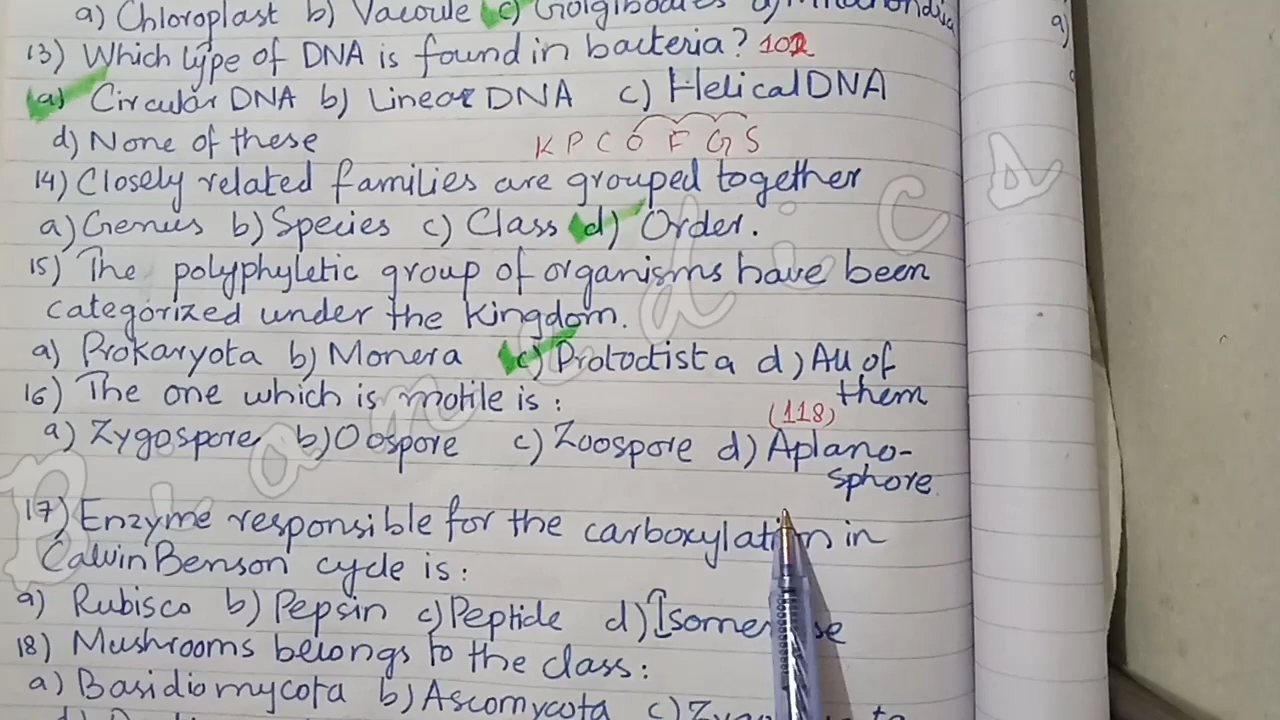 a) Chloroplast b) Vacoule c) Golgibodies d) Mitochondia
13) Which type of DNA is found in bacteria? 102
a) Circular DNA b) Linear DNA c) Helical DNA
d) None of these K P C O F G S
14) Closely related families are grouped together
a) Genus b) Species c) Class d) Order.
15) The polyphyletic group of organisms have been
categorized under the kingdom.
a) Prokaryota b) Monera c) Protoctista d) All of
them
16) The one which is motile is:
(118)
a) Zygospore b) Oospore c) Zoospore d) Aplano-
sphore
17) Enzyme responsible for the carboxylation in
Calvin Benson cycle is:
a) Rubisco b) Pepsin c) Peptide d) Isomerase
18) Mushrooms belongs to the class:
a) Basidiomycota b) Ascomycota c)
a)